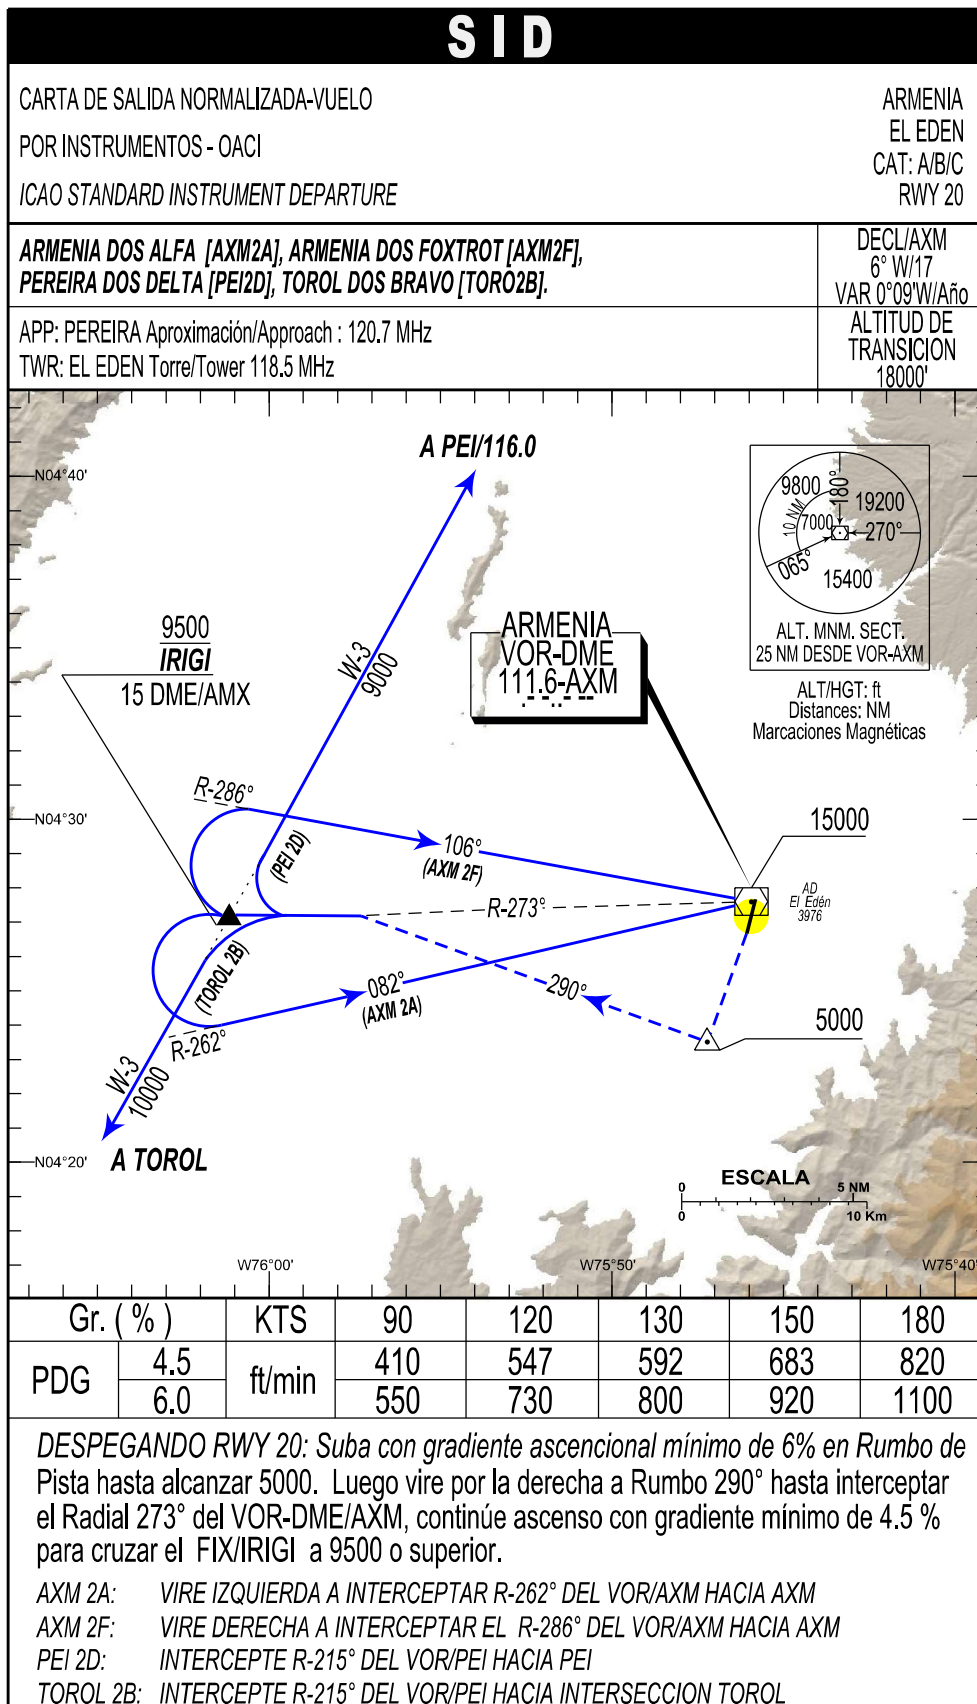 SID
CARTA DE SALIDA NORMALIZADA-VUELO
POR INSTRUMENTOS - OACI
ICAO STANDARD INSTRUMENT DEPARTURE
ARMENIA
EL EDEN
CAT: A/B/C
RWY 20
ARMENIA DOS ALFA [AXM2A], ARMENIA DOS FOXTROT [AXM2F],
PEREIRA DOS DELTA [PEI2D], TOROL DOS BRAVO [TORO2B].
DECL/AXM
6° W/17
VAR 0°09'W/Año
APP: PEREIRA Aproximación/Approach : 120.7 MHz
TWR: EL EDEN Torre/Tower 118.5 MHz
ALTITUD DE
TRANSICION
18000'
A PEI/116.0
N04°40'
9800
180°
19200
10 NM
7000
270°
065°
15400
ALT. MNM. SECT.
25 NM DESDE VOR-AXM
ALT/HGT: ft
Distances: NM
Marcaciones Magnéticas
9500
IRIGI
15 DME/AMX
W-3
9000
ARMENIA
VOR-DME
111.6-AXM
R-286°
N04°30'
(PEI 2D)
106°
(AXM 2F)
15000
AD
El Edén
3976
R-273°
(TOROL 2B)
082°
(AXM 2A)
290°
5000
R-262°
W-3
10000
A TOROL
N04°20'
ESCALA
0 5 NM
0 10 Km
W76°00' W75°50' W75°40'
Gr. ( % ) KTS 90 120 130 150 180
PDG 4.5 ft/min 410 547 592 683 820
6.0 550 730 800 920 1100
DESPEGANDO RWY 20: Suba con gradiente ascencional mínimo de 6% en Rumbo de
Pista hasta alcanzar 5000. Luego vire por la derecha a Rumbo 290° hasta interceptar
el Radial 273° del VOR-DME/AXM, continúe ascenso con gradiente mínimo de 4.5 %
para cruzar el FIX/IRIGI a 9500 o superior.
AXM 2A: VIRE IZQUIERDA A INTERCEPTAR R-262° DEL VOR/AXM HACIA AXM
AXM 2F: VIRE DERECHA A INTERCEPTAR EL R-286° DEL VOR/AXM HACIA AXM
PEI 2D: INTERCEPTE R-215° DEL VOR/PEI HACIA PEI
TOROL 2B: INTERCEPTE R-215° DEL VOR/PEI HACIA INTERSECCION TOROL